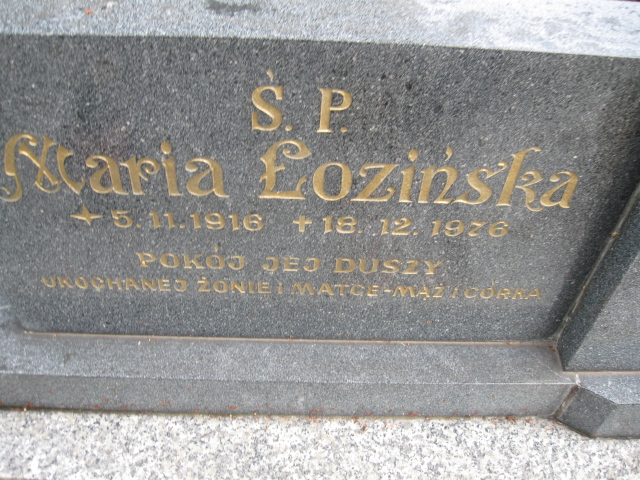 Ś. P.
Maria Łozińska
5.11.1916 † 18.12.1976
POKÓJ JEJ DUSZY
UKOCHANEJ ŻONIE I MATCE-MĄŻ I CÓRKA